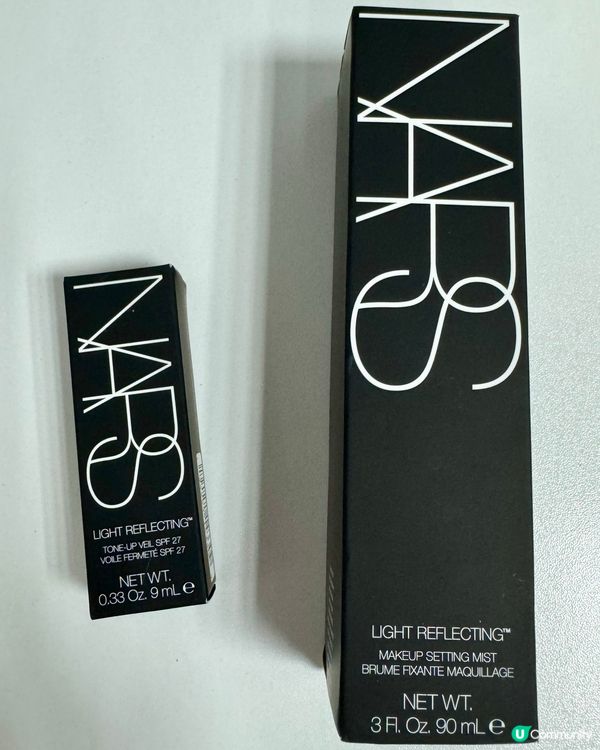 NARS
LIGHT REFLECTING™
TONE-UP VEIL SPF 27
VOILE FERMETÉ SPF 27
NET WT.
0.33 Oz. 9 mL e
NARS
LIGHT REFLECTING™
MAKEUP SETTING MIST
BRUME FIXANTE MAQUILLAGE
NET WT.
3 Fl. Oz. 90 mL e
U Community